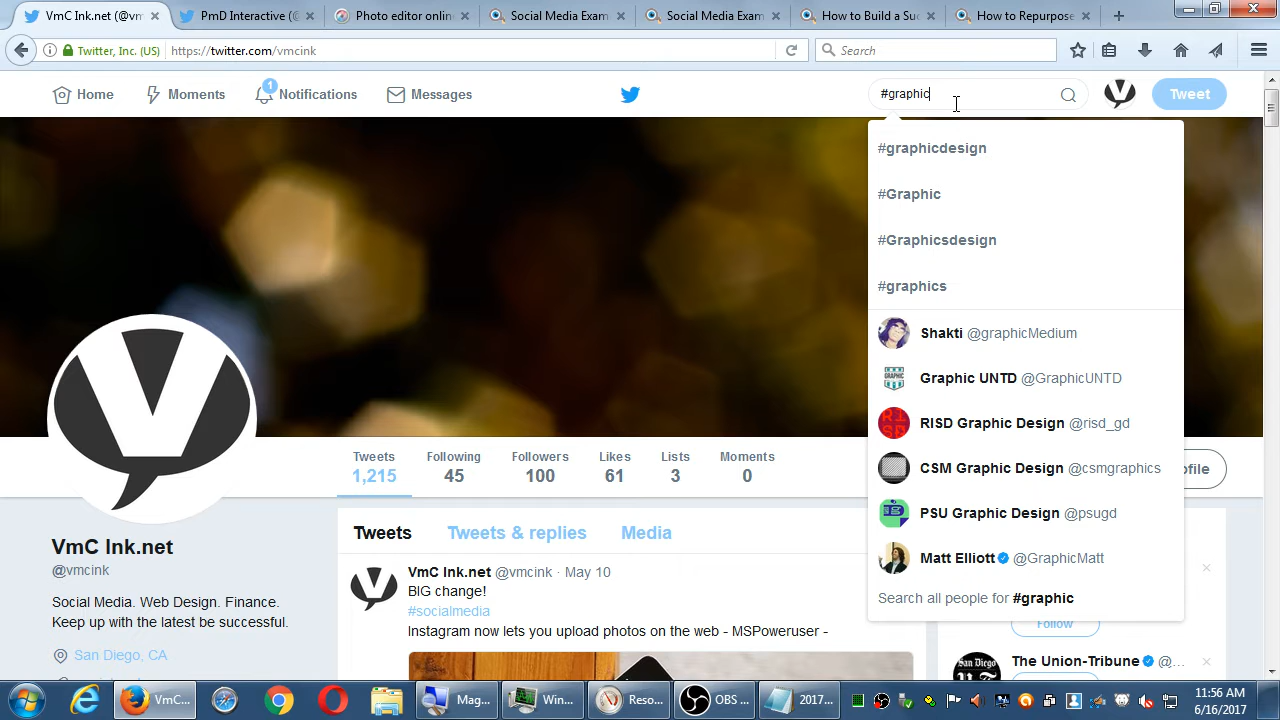 VmC Ink.net (@vm
PmD Interactive (@
Photo editor online
Social Media Exam
Social Media Exam
How to Build a Suc
How to Repurpose
Twitter, Inc. (US)
https://twitter.com/vmcink
Search
Home
Moments
1
Notifications
Messages
#graphic
Tweet
#graphicdesign
#Graphic
#Graphicsdesign
#graphics
Shakti @graphicMedium
Graphic UNTD @GraphicUNTD
RISD Graphic Design @risd_gd
CSM Graphic Design @csmgraphics
PSU Graphic Design @psugd
Matt Elliott @GraphicMatt
Search all people for #graphic
Tweets Following Followers Likes Lists Moments
1,215 45 100 61 3 0
ofile
VmC Ink.net
@vmcink
Social Media. Web Design. Finance.
Keep up with the latest be successful.
San Diego, CA
Tweets Tweets & replies Media
VmC Ink.net @vmcink · May 10
BIG change!
#socialmedia
Instagram now lets you upload photos on the web - MSPoweruser -
Follow
The Union-Tribune @...
VmC...
Mag...
Win...
Reso...
OBS ...
2017...
11:56 AM
6/16/2017